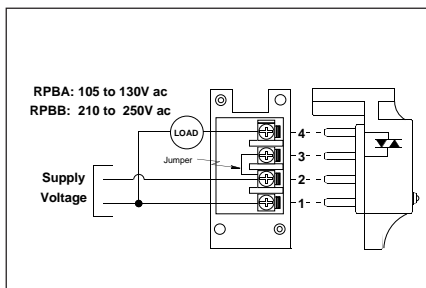 RPBA: 105 to 130V ac
RPBB: 210 to 250V ac
LOAD
4
Jumper
3
Supply
2
Voltage
1